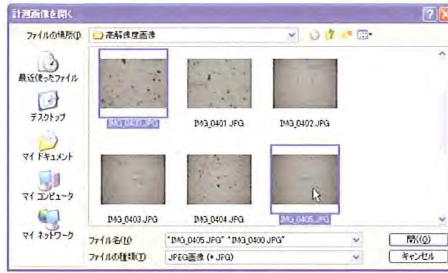 計測画像を開く
ファイルの場所(I):
高解像度画像
最近使ったファイル
デスクトップ
マイ ドキュメント
マイ コンピュータ
マイ ネットワーク
IMG_0400.JPG
IMG_0401.JPG
IMG_0402.JPG
IMG_0403.JPG
IMG_0404.JPG
IMG_0405.JPG
ファイル名(N):
"IMG_0405.JPG" "IMG_0400.JPG"
開く(O)
ファイルの種類(T):
JPEG画像 (*.JPG)
キャンセル